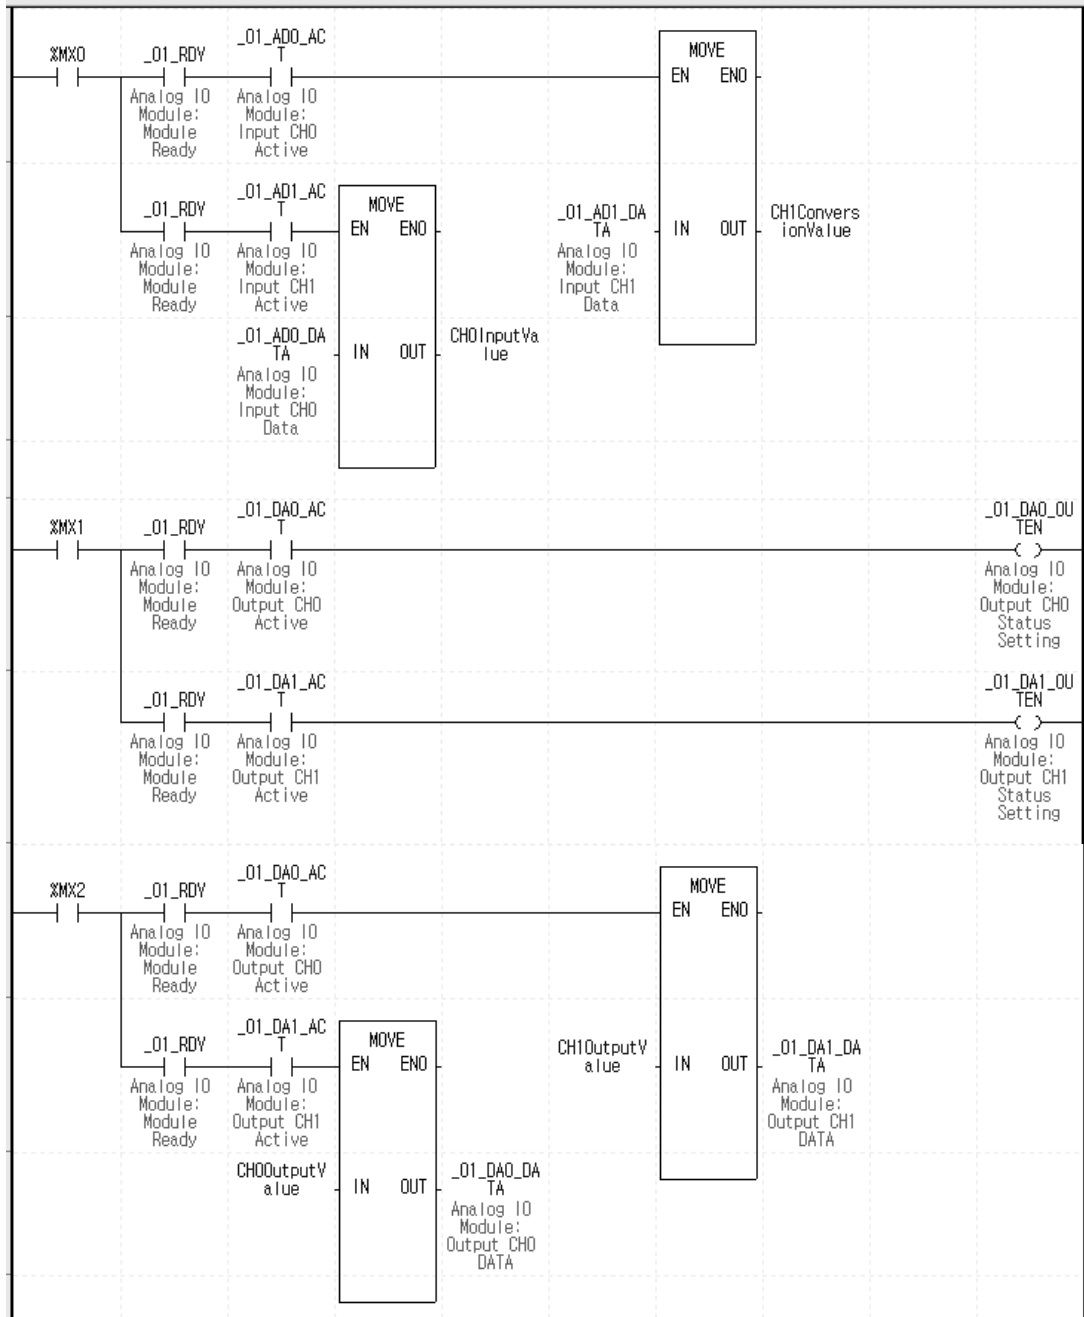 _01_AD0_AC
%MX0 _01_RDY T MOVE
EN ENO
Analog IO Analog IO
Module: Module:
Module Input CH0
Ready Active
_01_AD1_AC
_01_RDY T MOVE _01_AD1_DA CH1Convers
EN ENO TA IN OUT ionValue
Analog IO Analog IO Analog IO
Module: Module: Module:
Module Input CH1 Input CH1
Ready Active Data
_01_AD0_DA CH0InputVa
TA IN OUT lue
Analog IO
Module:
Input CH0
Data
_01_DA0_AC _01_DA0_OU
%MX1 _01_RDY T TEN
Analog IO Analog IO Analog IO
Module: Module: Module:
Module Output CH0 Output CH0
Ready Active Status
Setting
_01_DA1_AC _01_DA1_OU
_01_RDY T TEN
Analog IO Analog IO Analog IO
Module: Module: Module:
Module Output CH1 Output CH1
Ready Active Status
Setting
_01_DA0_AC
%MX2 _01_RDY T MOVE
EN ENO
Analog IO Analog IO
Module: Module:
Module Output CH0
Ready Active
_01_DA1_AC
_01_RDY T MOVE CH1OutputV _01_DA1_DA
EN ENO alue IN OUT TA
Analog IO Analog IO Analog IO
Module: Module: Module:
Module Output CH1 Output CH1
Ready Active DATA
CH0OutputV _01_DA0_DA
alue IN OUT TA
Analog IO
Module:
Output CH0
DATA